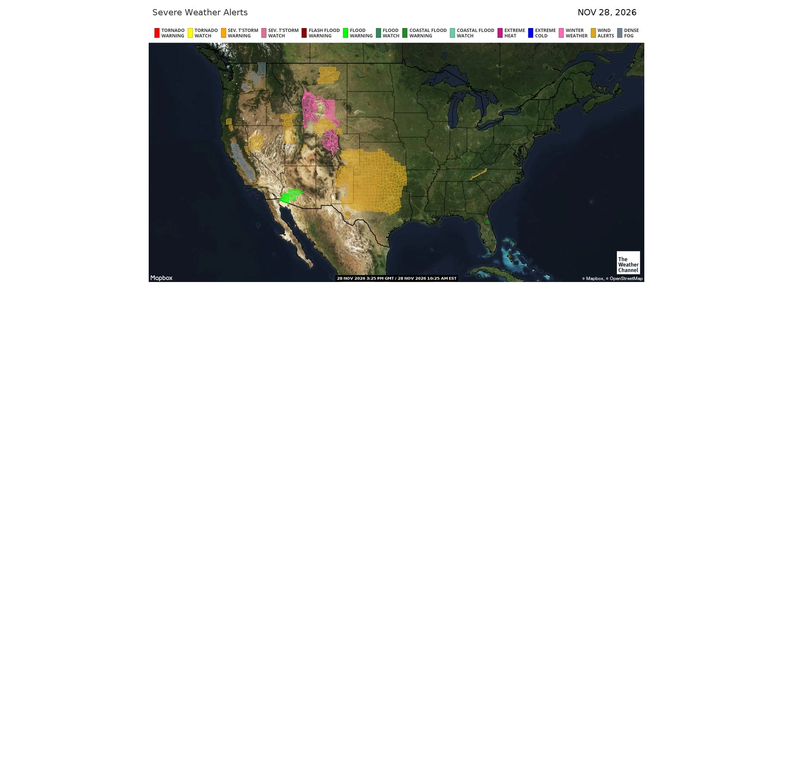 Severe Weather Alerts
NOV 28, 2026
TORNADO
WARNING
TORNADO
WATCH
SEV. T'STORM
WARNING
SEV. T'STORM
WATCH
FLASH FLOOD
WARNING
FLOOD
WARNING
FLOOD
WATCH
COASTAL FLOOD
WARNING
COASTAL FLOOD
WATCH
EXTREME
HEAT
EXTREME
COLD
WINTER
WEATHER
WIND
ALERTS
DENSE
FOG
The
Weather
Channel
Mapbox
28 NOV 2026 3:25 PM GMT / 28 NOV 2026 10:25 AM EST
© Mapbox, © OpenStreetMap